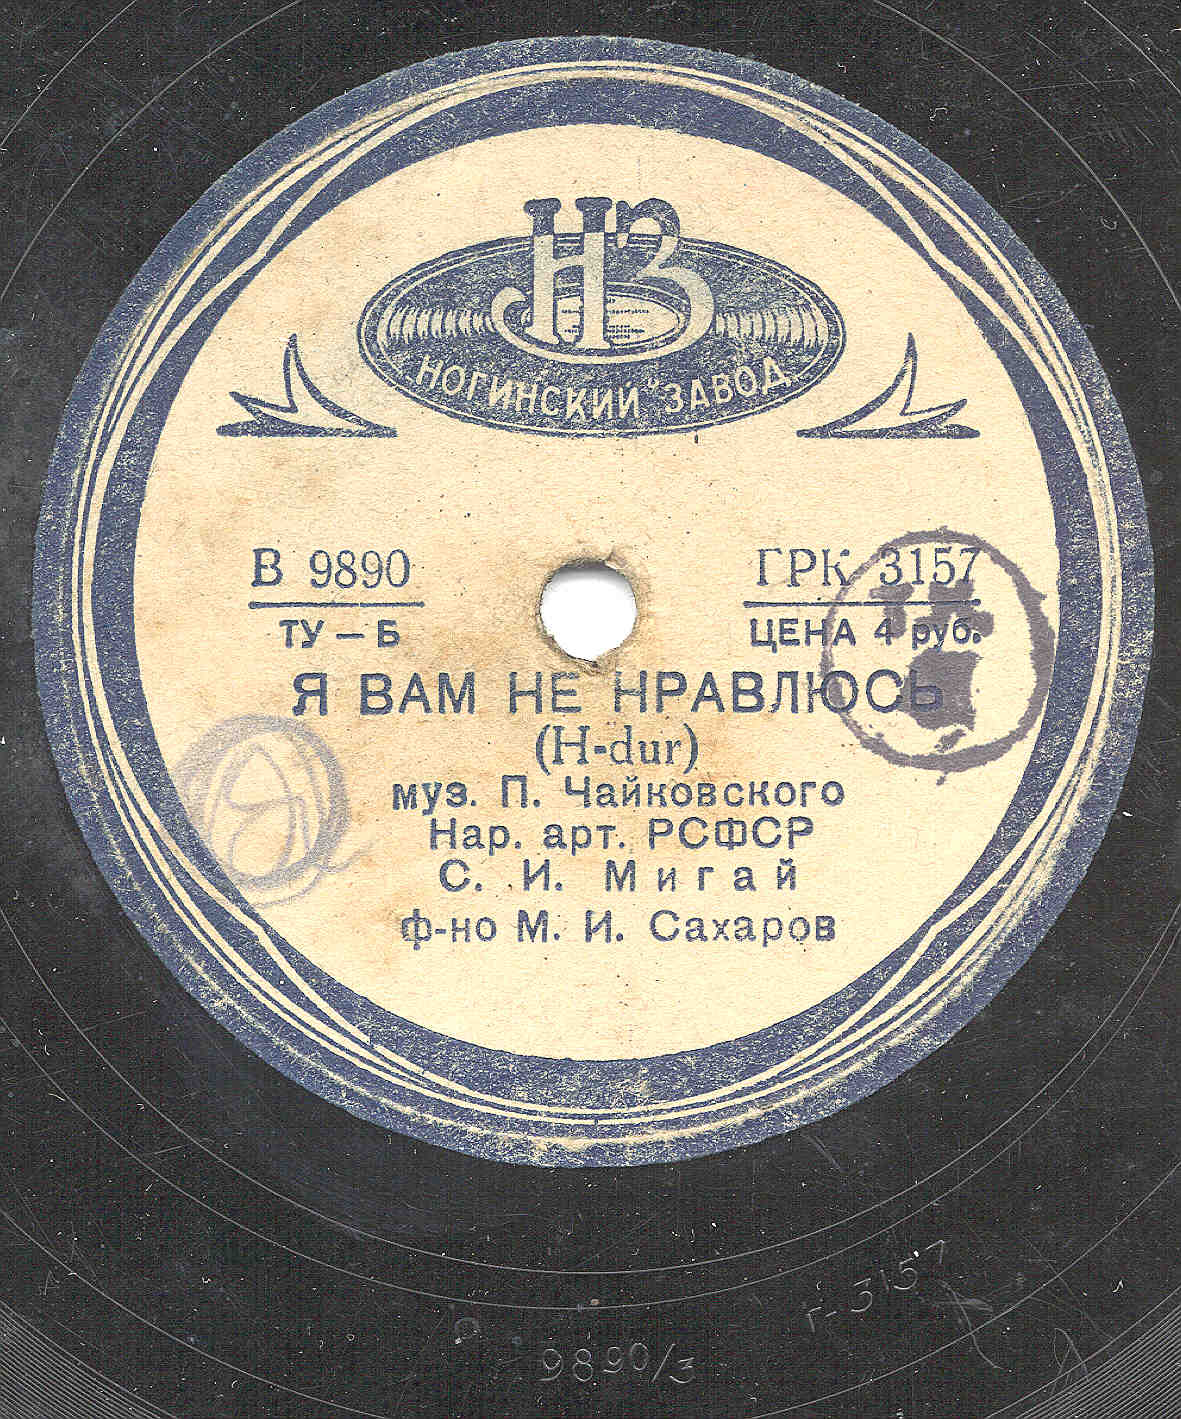 НЗ
НОГИНСКИЙ ЗАВОД
В 9890
ТУ – Б
ГРК 3157
ЦЕНА 4 руб.
Я ВАМ НЕ НРАВЛЮСЬ
(H-dur)
муз. П. Чайковского
Нар. арт. РСФСР
С. И. Мигай
ф-но М. И. Сахаров
Г-3157
9890/3